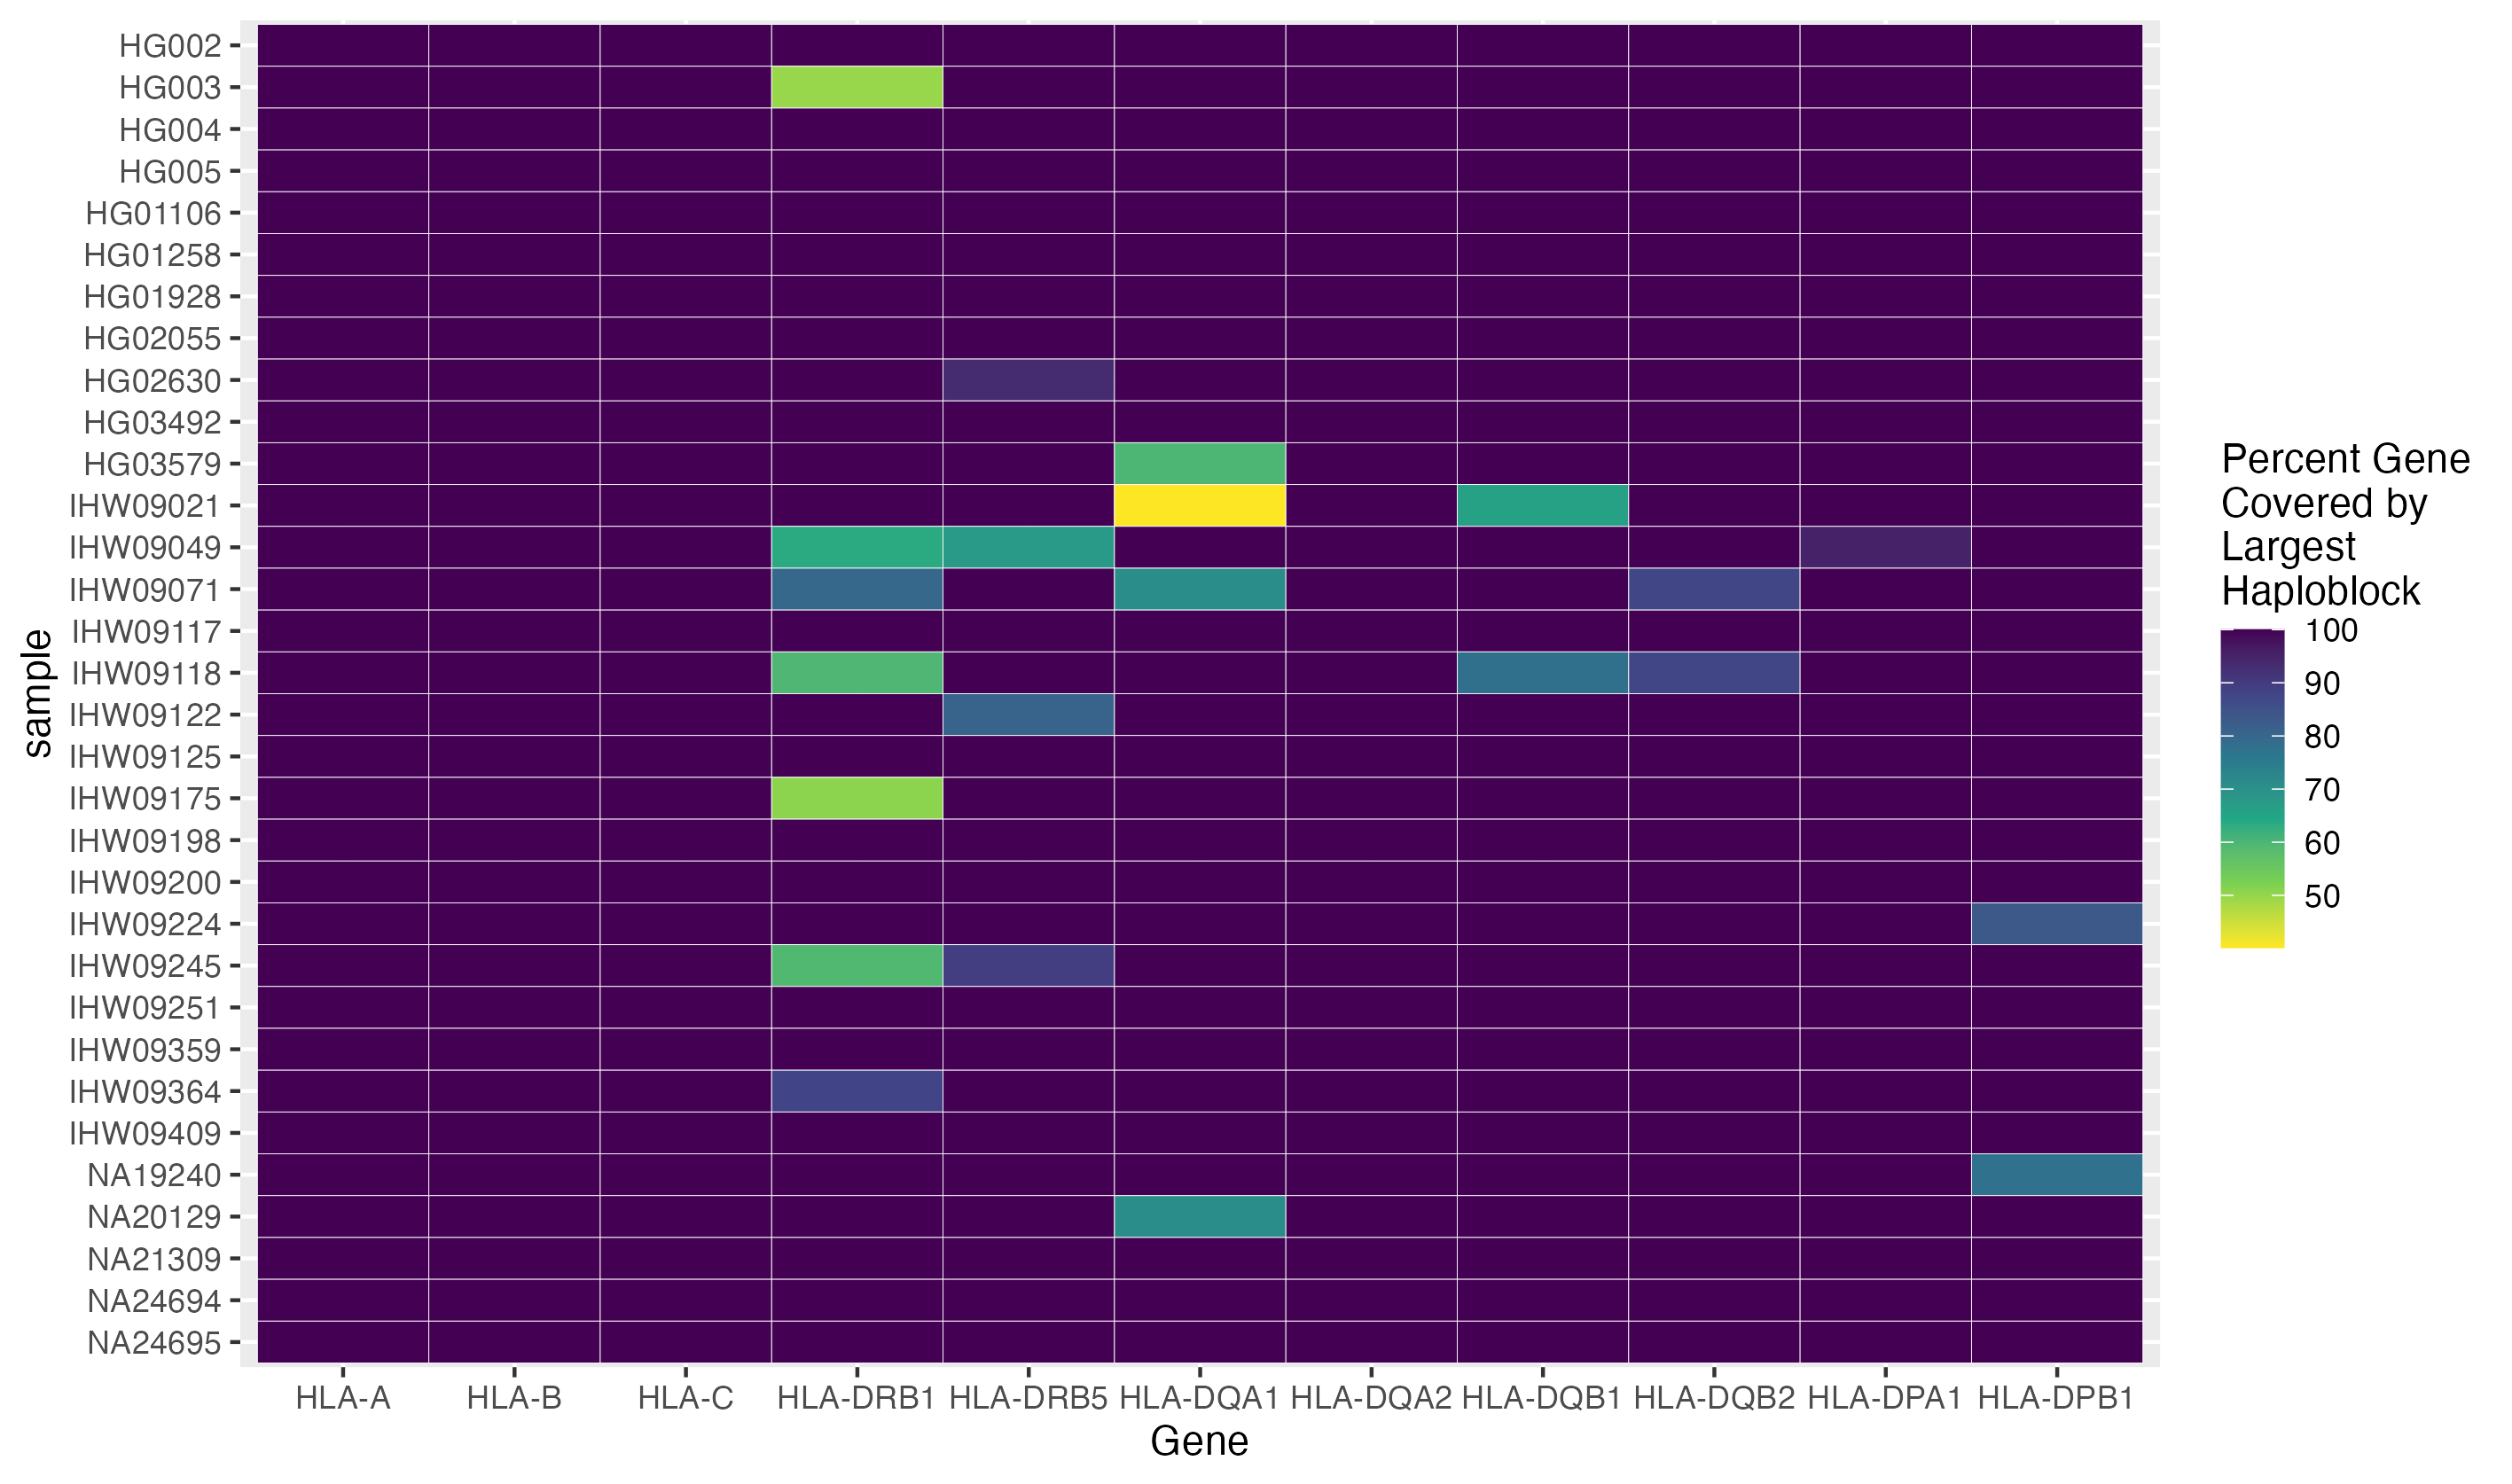 HG002
HG003
HG004
HG005
HG01106
HG01258
HG01928
HG02055
HG02630
HG03492
HG03579
IHW09021
IHW09049
IHW09071
IHW09117
IHW09118
IHW09122
IHW09125
IHW09175
IHW09198
IHW09200
IHW09224
IHW09245
IHW09251
IHW09359
IHW09364
IHW09409
NA19240
NA20129
NA21309
NA24694
NA24695
sample
HLA-A HLA-B HLA-C HLA-DRB1 HLA-DRB5 HLA-DQA1 HLA-DQA2 HLA-DQB1 HLA-DQB2 HLA-DPA1 HLA-DPB1
Gene
Percent Gene
Covered by
Largest
Haploblock
100
90
80
70
60
50